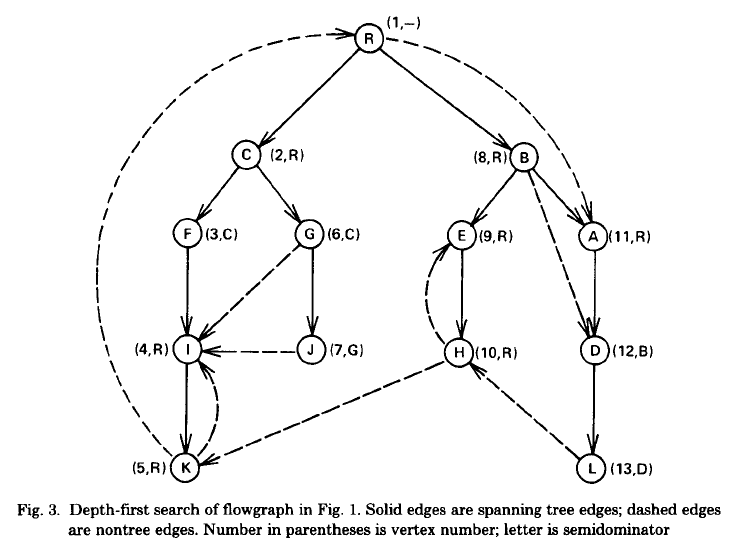 R (1,–)
C (2,R)
(8,R) B
F (3,C)
G (6,C)
E (9,R)
A (11,R)
(4,R) I
J (7,G)
H (10,R)
D (12,B)
(5,R) K
L (13,D)
Fig. 3. Depth-first search of flowgraph in Fig. 1. Solid edges are spanning tree edges; dashed edges
are nontree edges. Number in parentheses is vertex number; letter is semidominator